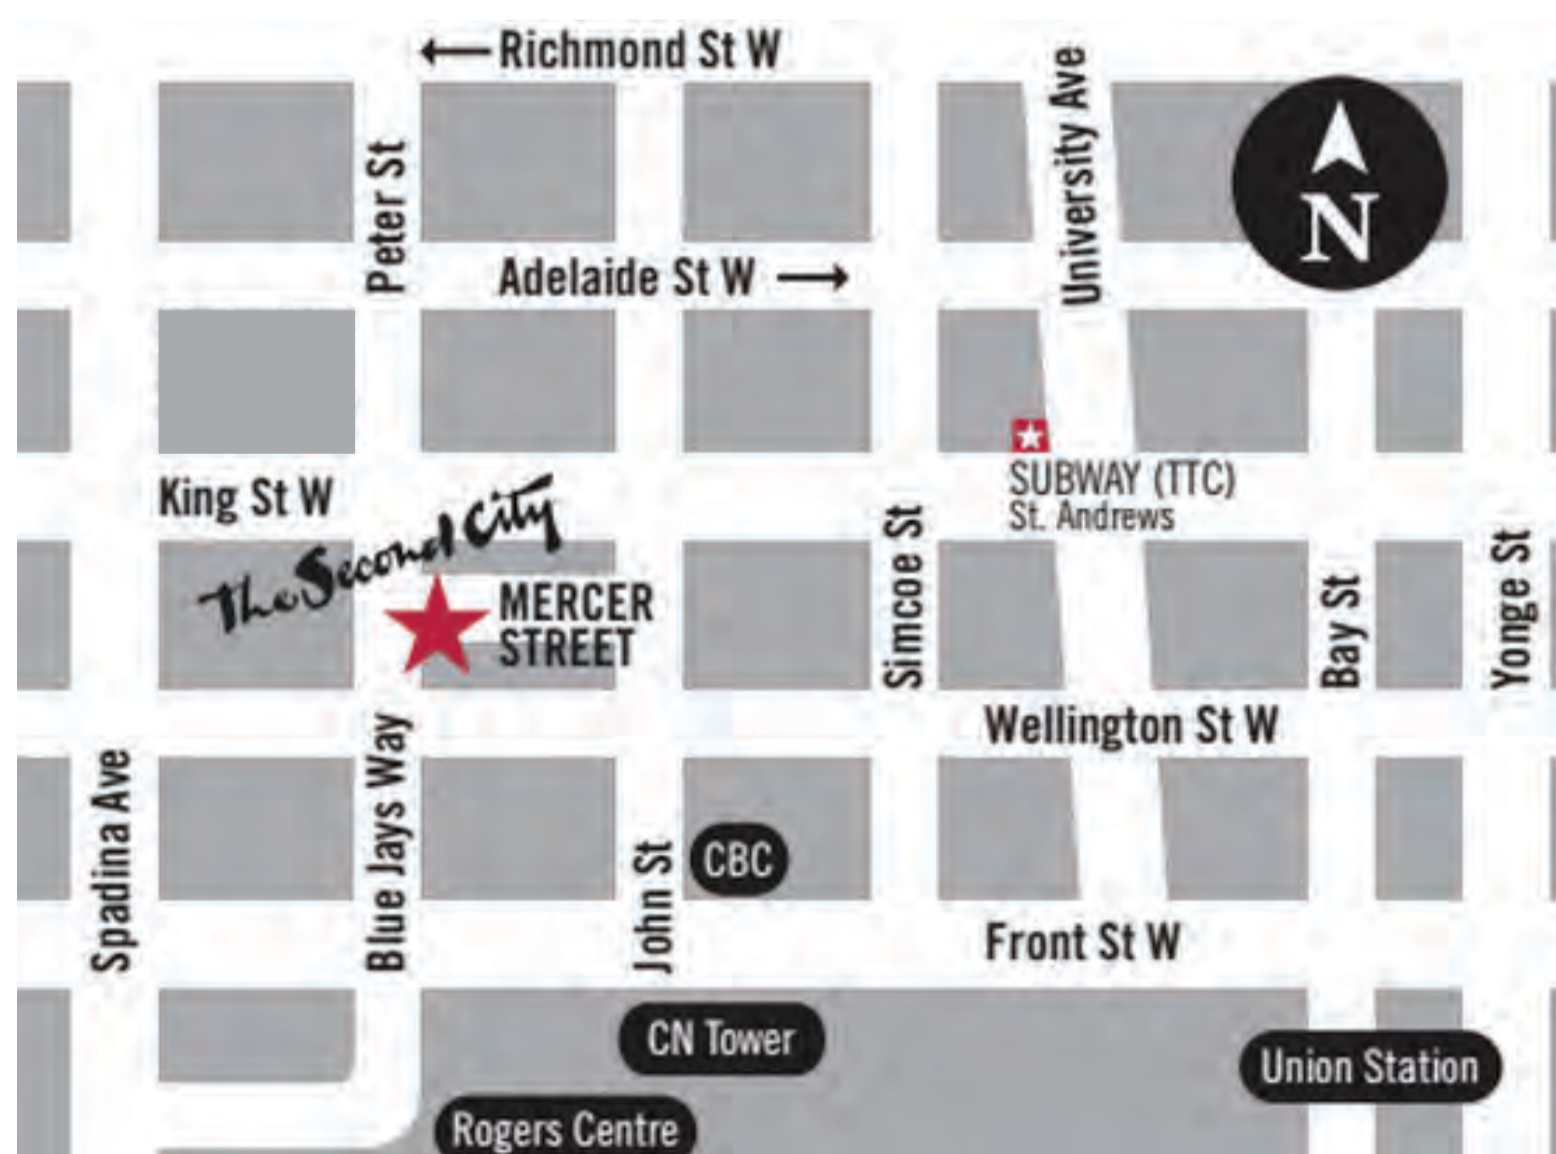 Richmond St W
University Ave
N
Peter St
Adelaide St W
King St W
The Second City
SUBWAY (TTC)
St. Andrews
MERCER
STREET
Simcoe St
Bay St
Yonge St
Wellington St W
Blue Jays Way
Spadina Ave
John St
CBC
Front St W
CN Tower
Union Station
Rogers Centre